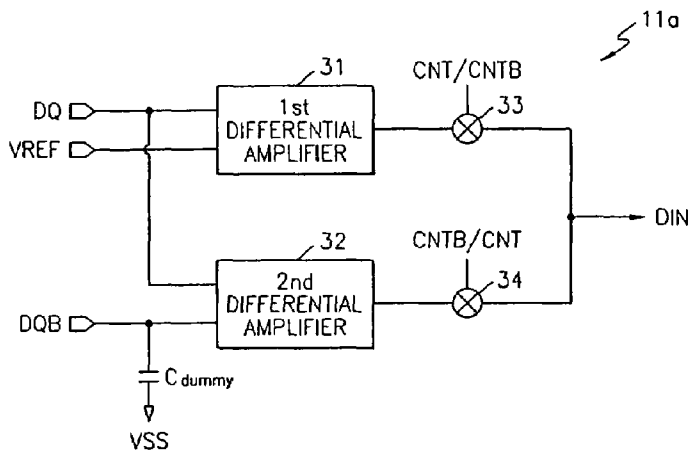 11a
31
CNT/CNTB
DQ
1st
DIFFERENTIAL
AMPLIFIER
33
VREF
DIN
32
CNTB/CNT
2nd
DIFFERENTIAL
AMPLIFIER
34
DQB
Cdummy
VSS